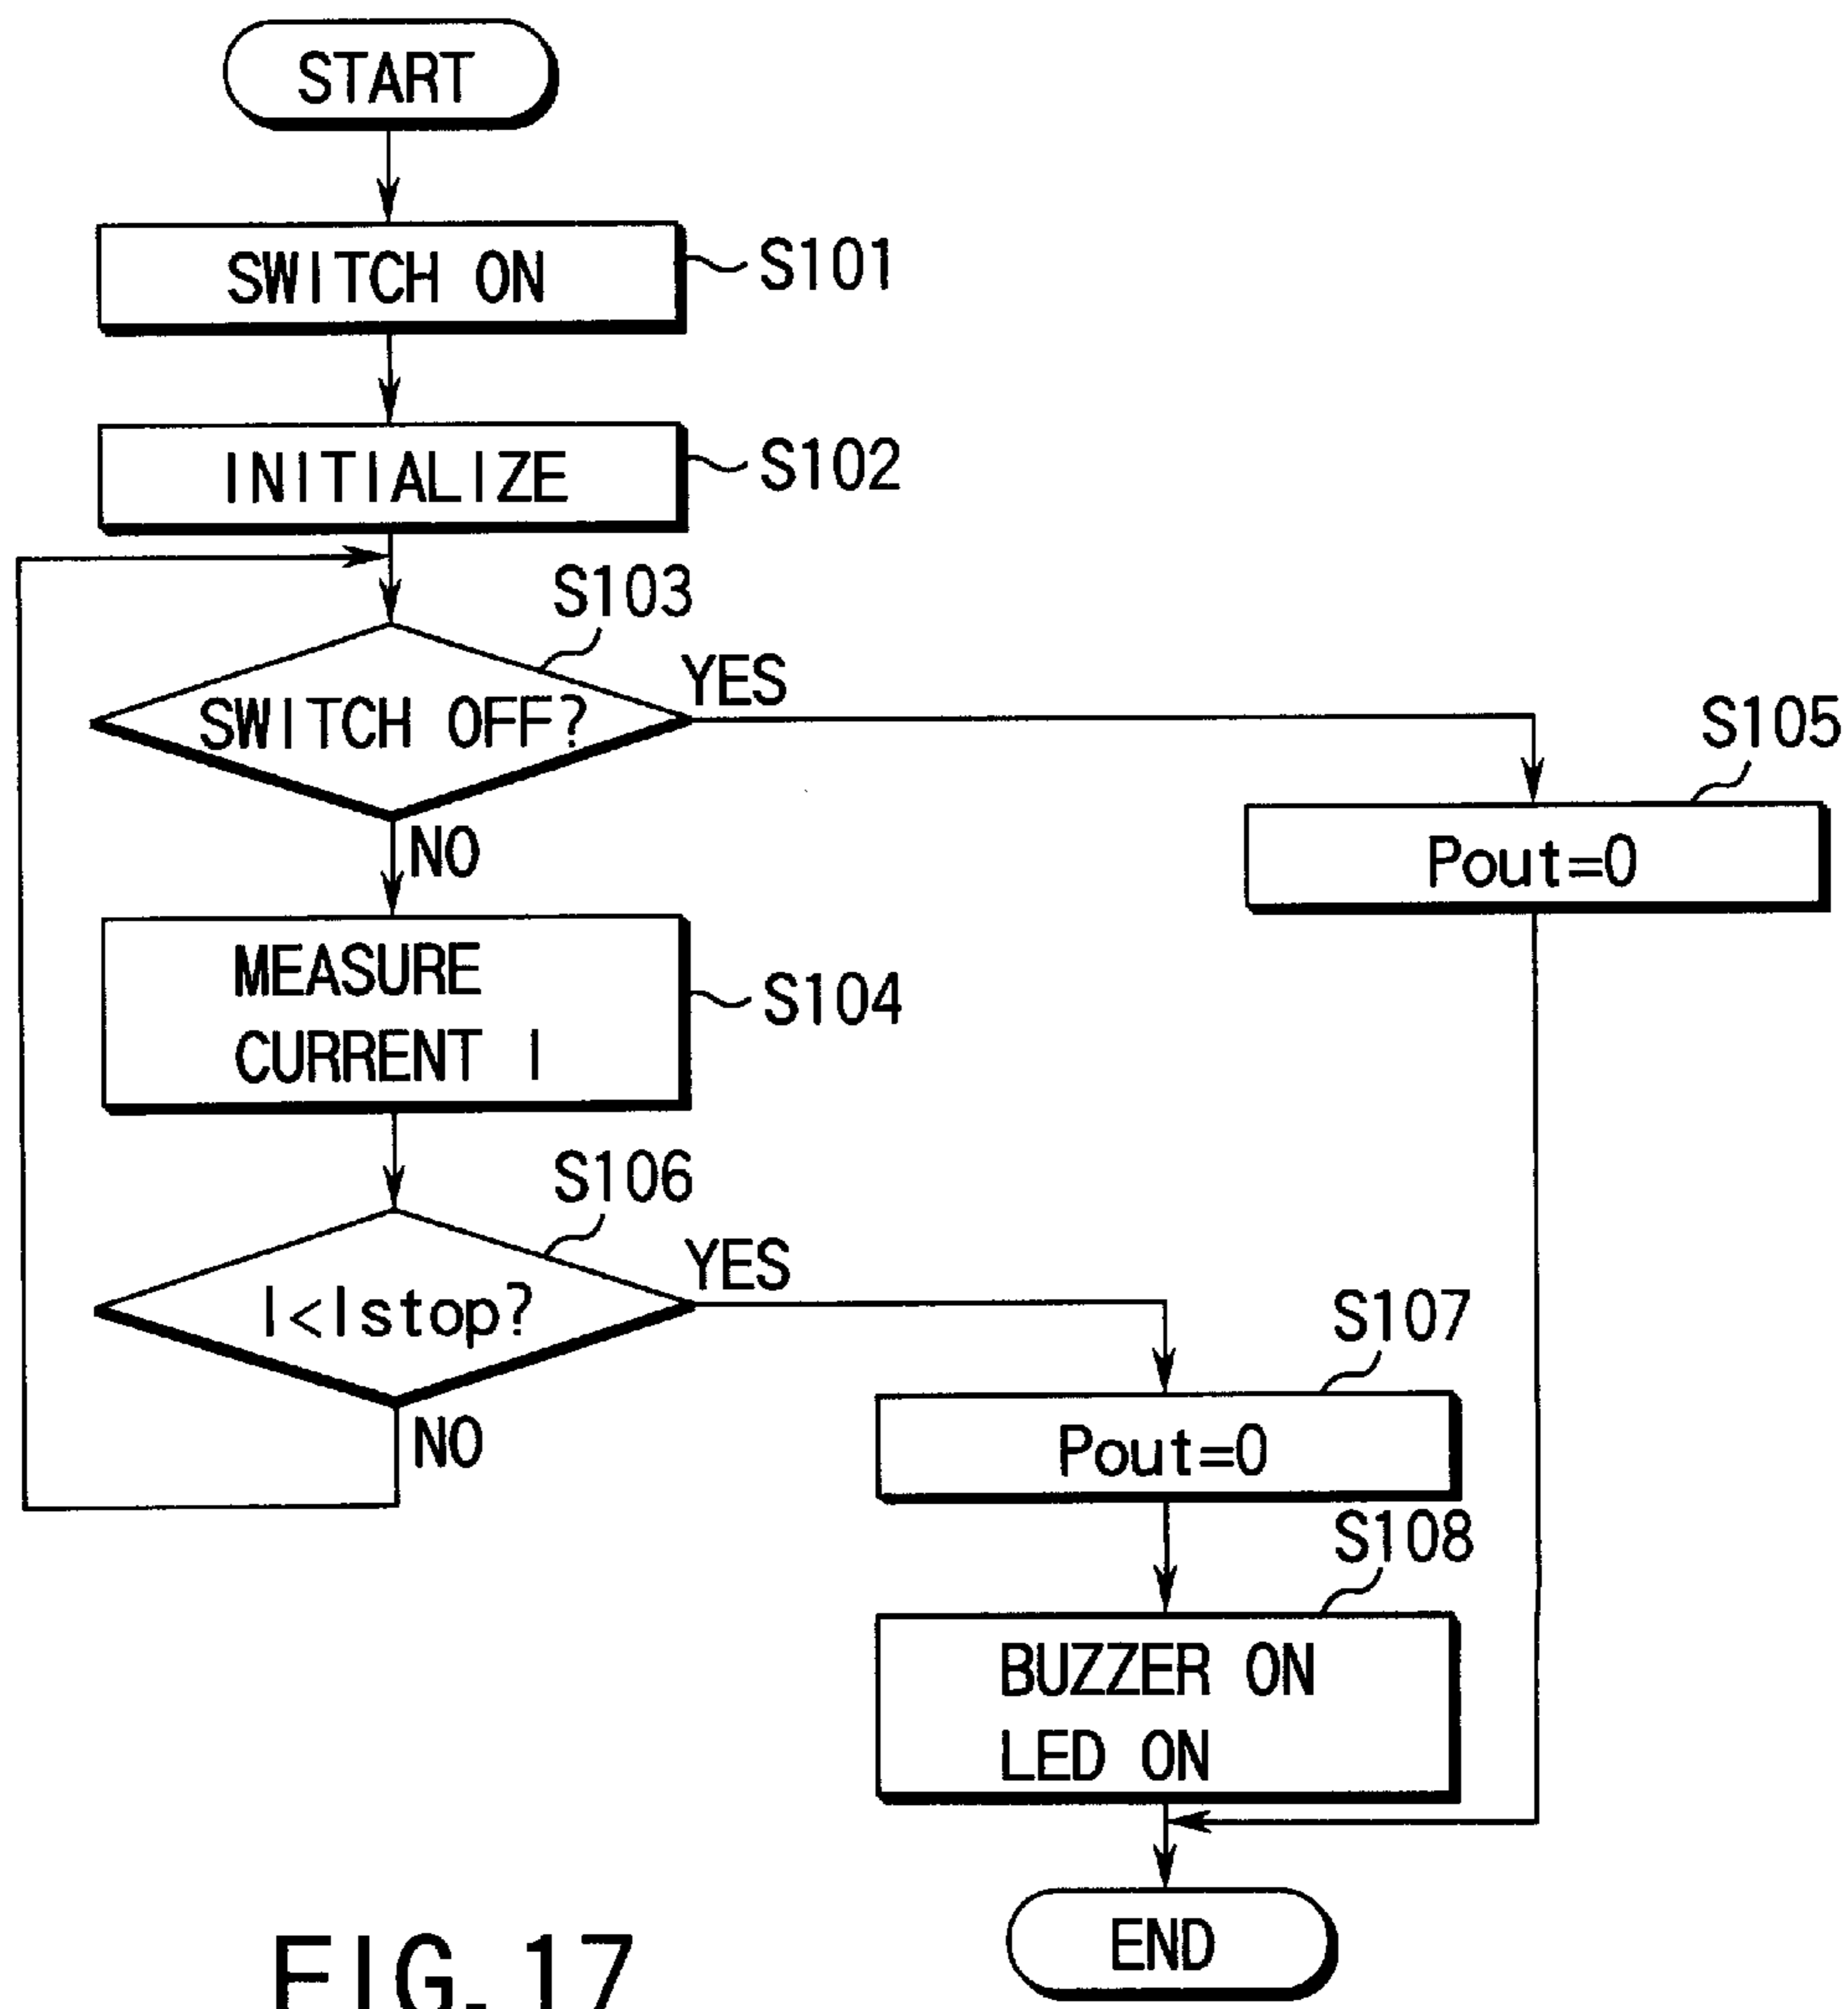 START
SWITCH ON
S101
INITIALIZE
S102
S103
SWITCH OFF?
YES
NO
S105
Pout=0
MEASURE
CURRENT I
S104
S106
I<Istop?
YES
NO
S107
Pout=0
S108
BUZZER ON
LED ON
END
FIG. 17